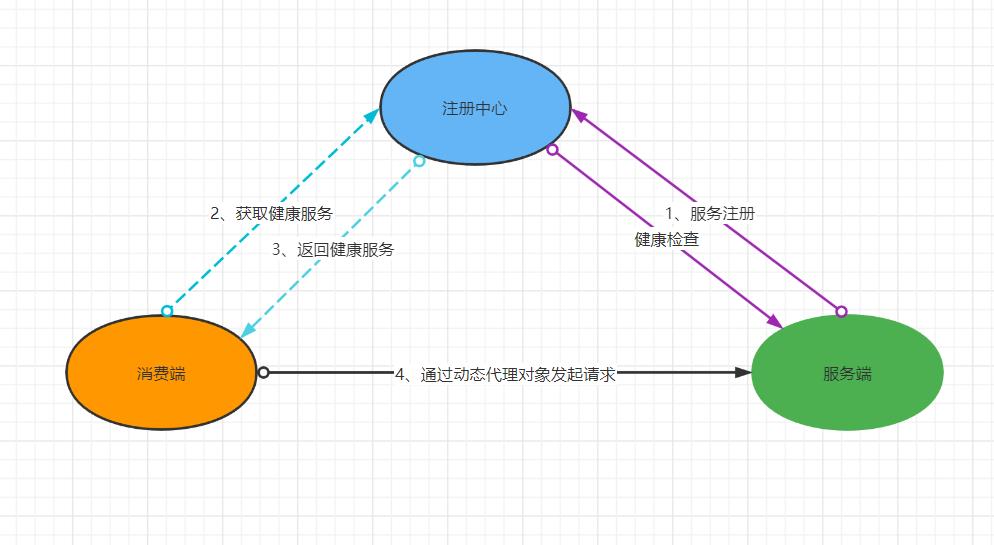 注册中心
2、获取健康服务
1、服务注册
健康检查
3、返回健康服务
消费端
4、通过动态代理对象发起请求
服务端